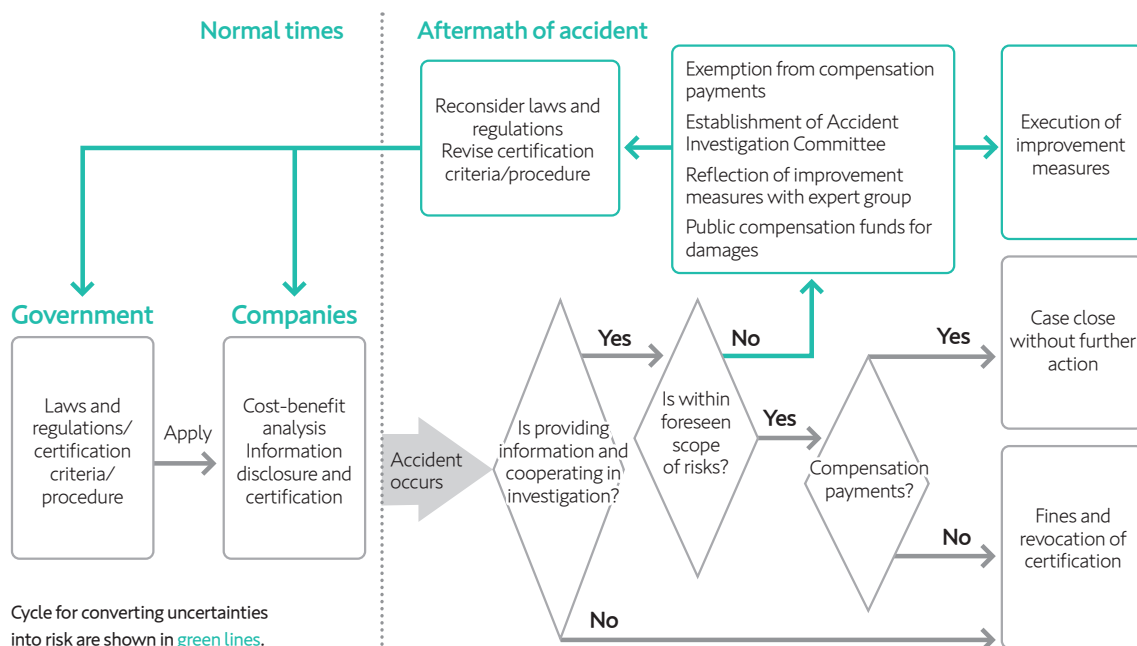 Normal times
Aftermath of accident
Reconsider laws and
regulations
Revise certification
criteria/procedure
Exemption from compensation
payments
Establishment of Accident
Investigation Committee
Reflection of improvement
measures with expert group
Public compensation funds for
damages
Execution of
improvement
measures
Government
Companies
Laws and
regulations/
certification
criteria/
procedure
Apply
Cost-benefit
analysis
Information
disclosure and
certification
Accident
occurs
Is providing
information and
cooperating in
investigation?
Yes
No
Is within
foreseen
scope
of risks?
No
Yes
Compensation
payments?
Yes
No
Case close
without further
action
Fines and
revocation of
certification
Cycle for converting uncertainties
into risk are shown in green lines.